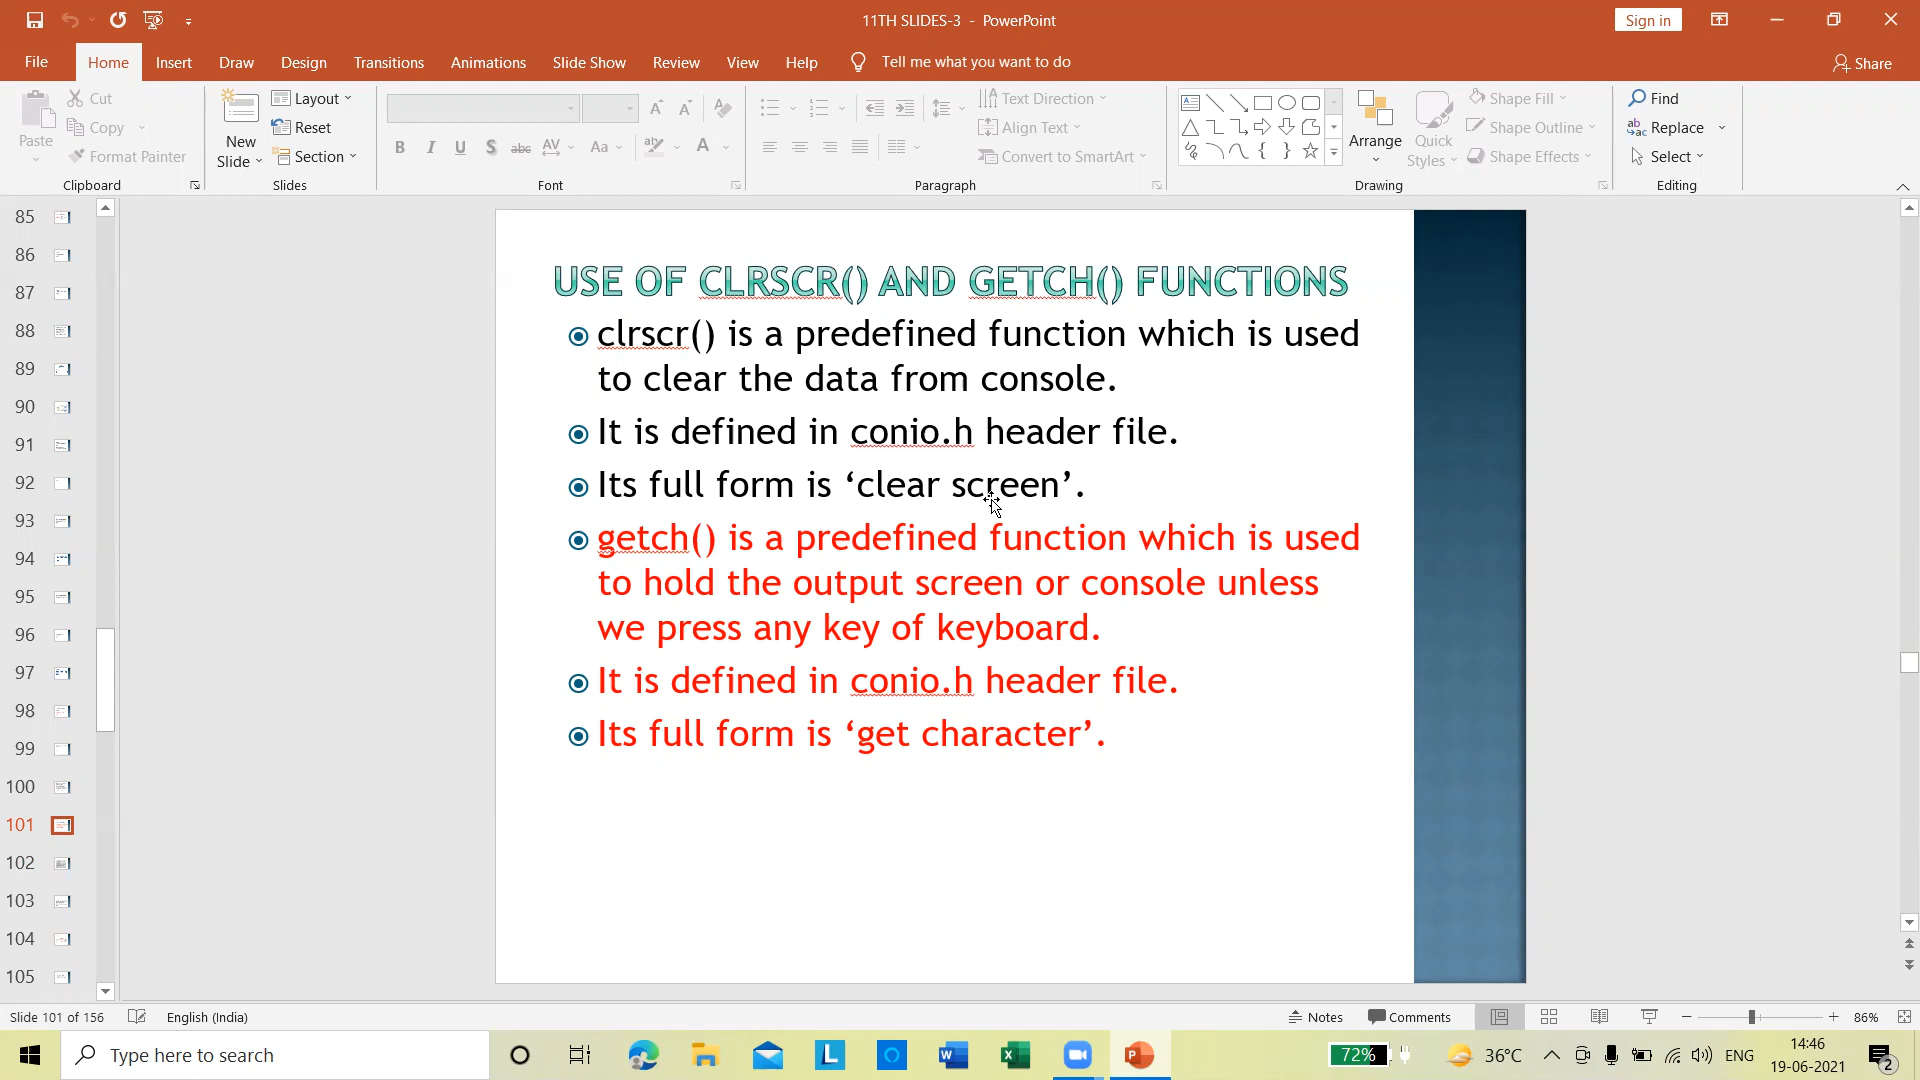 11TH SLIDES-3 - PowerPoint
Sign in
File Home Insert Draw Design Transitions Animations Slide Show Review View Help Tell me what you want to do
Share
Paste
Cut
Copy
Format Painter
Clipboard
New Slide
Layout
Reset
Section
Slides
B I U S abc AV Aa A
Font
Text Direction
Align Text
Convert to SmartArt
Paragraph
Arrange
Quick Styles
Shape Fill
Shape Outline
Shape Effects
Drawing
Find
Replace
Select
Editing
85
86
87
88
89
90
91
92
93
94
95
96
97
98
99
100
101
102
103
104
105
USE OF CLRSCR() AND GETCH() FUNCTIONS
clrscr() is a predefined function which is used
to clear the data from console.
It is defined in conio.h header file.
Its full form is ‘clear screen’.
getch() is a predefined function which is used
to hold the output screen or console unless
we press any key of keyboard.
It is defined in conio.h header file.
Its full form is ‘get character’.
Slide 101 of 156 English (India) Notes Comments 86%
Type here to search
72% 36°C ENG
14:46
19-06-2021
2